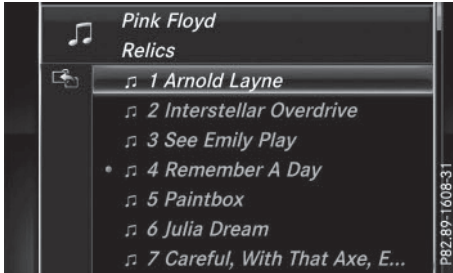 Pink Floyd
Relics
1 Arnold Layne
2 Interstellar Overdrive
3 See Emily Play
4 Remember A Day
5 Paintbox
6 Julia Dream
7 Careful, With That Axe, E...
P82.89-1608-31